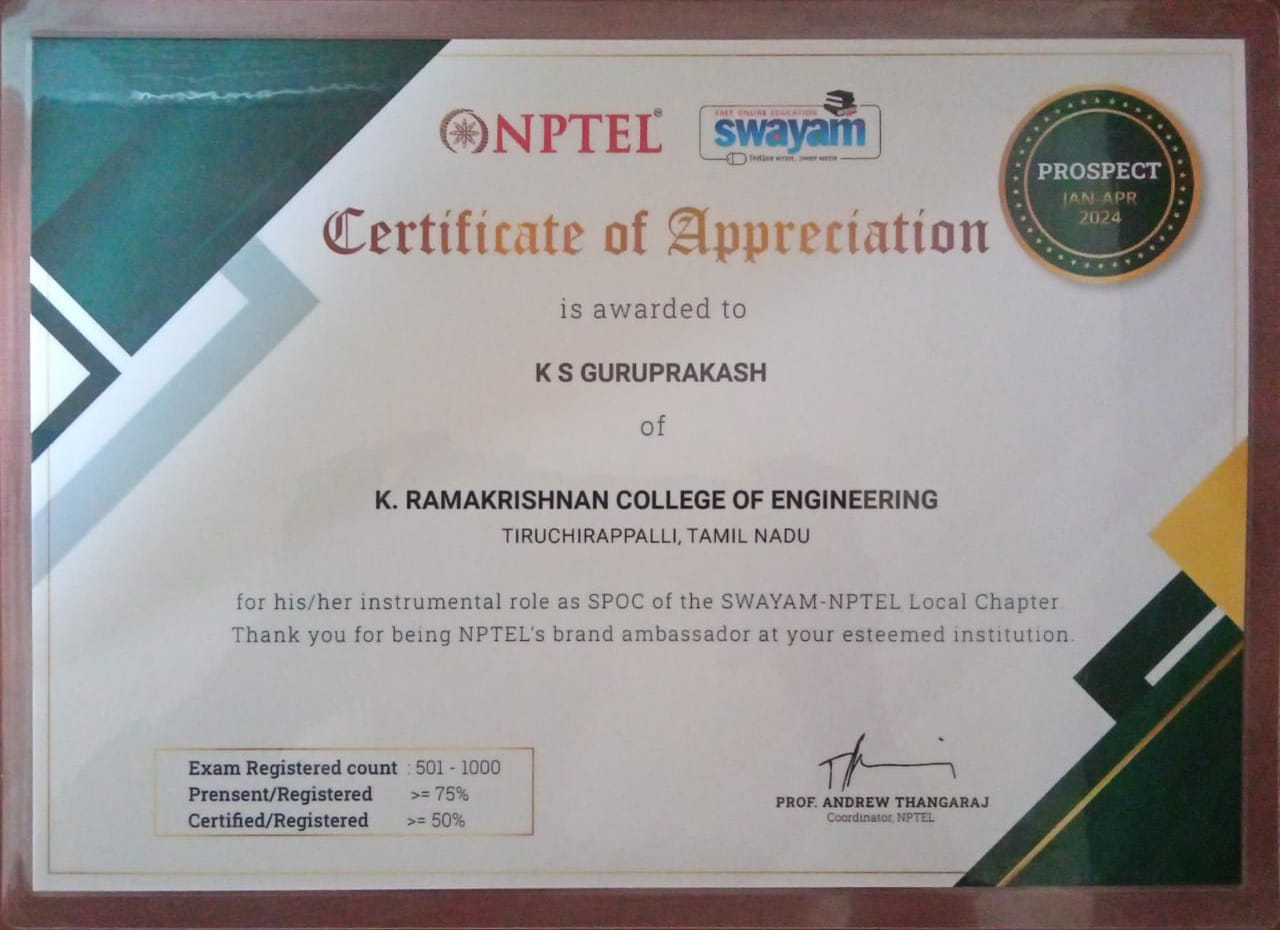 NPTEL®
FREE ONLINE EDUCATION
swayam
Certificate of Appreciation
PROSPECT
JAN-APR
2024
is awarded to
K S GURUPRAKASH
of
K. RAMAKRISHNAN COLLEGE OF ENGINEERING
TIRUCHIRAPPALLI, TAMIL NADU
for his/her instrumental role as SPOC of the SWAYAM-NPTEL Local Chapter.
Thank you for being NPTEL's brand ambassador at your esteemed institution.
Exam Registered count : 501 - 1000
Prensent/Registered >= 75%
Certified/Registered >= 50%
PROF. ANDREW THANGARAJ
Coordinator, NPTEL